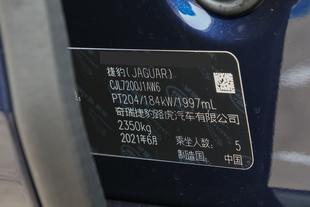 捷豹(JAGUAR)
CJL7200J1AW6
PT204/184kW/1997mL
奇瑞捷豹路虎汽车有限公司
2350kg
2021年6月 乘坐人数: 5
制造国: 中国